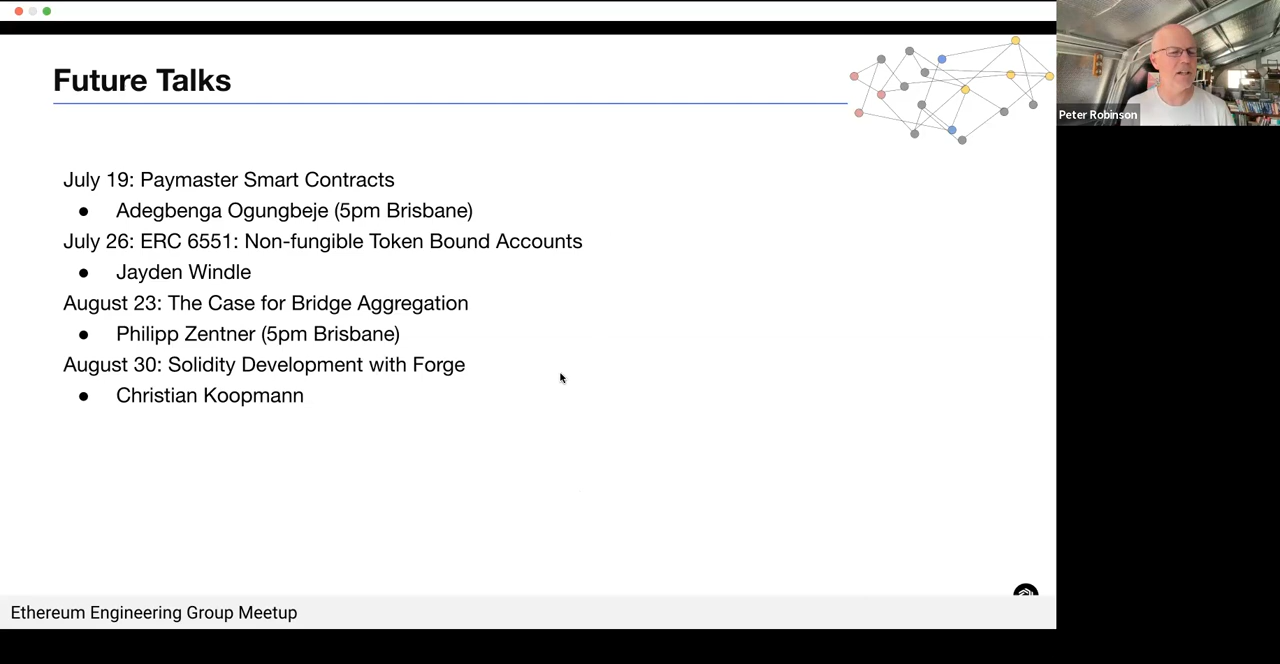 Future Talks
Peter Robinson
July 19: Paymaster Smart Contracts
● Adegbenga Ogungbeje (5pm Brisbane)
July 26: ERC 6551: Non-fungible Token Bound Accounts
● Jayden Windle
August 23: The Case for Bridge Aggregation
● Philipp Zentner (5pm Brisbane)
August 30: Solidity Development with Forge
● Christian Koopmann
Ethereum Engineering Group Meetup